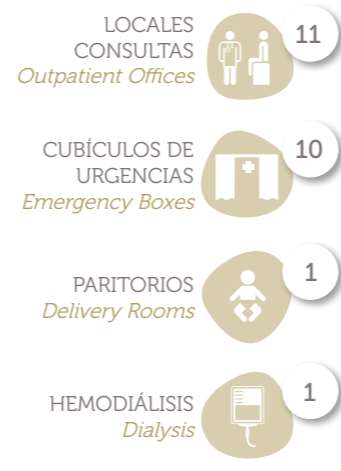 LOCALES
CONSULTAS
Outpatient Offices
11
CUBÍCULOS DE
URGENCIAS
Emergency Boxes
10
PARITORIOS
Delivery Rooms
1
HEMODIÁLISIS
Dialysis
1